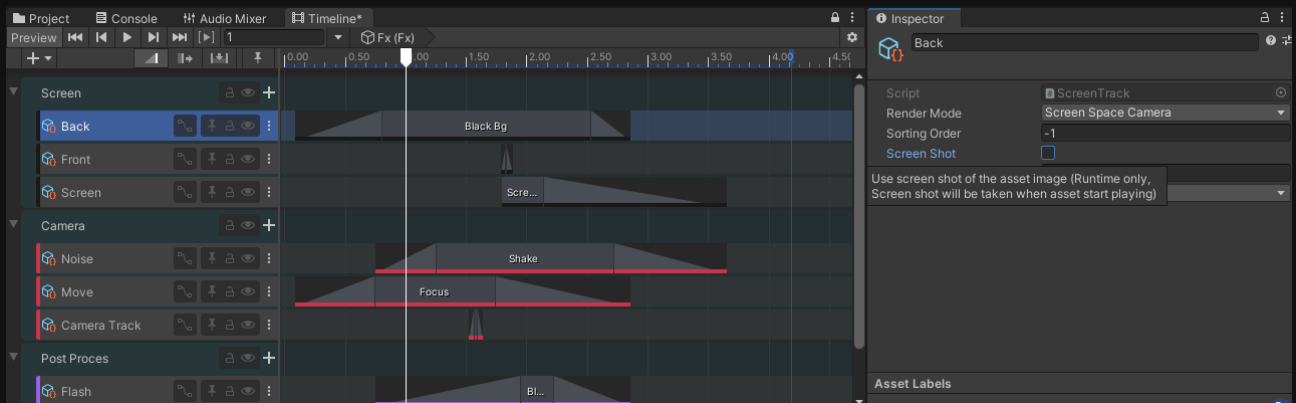 Project Console Audio Mixer Timeline*
Preview 1 Fx (Fx)
0.00 0.50 1.00 1.50 2.00 2.50 3.00 3.50 4.00 4.50
Screen
Back Black Bg
Front
Screen Scre...
Camera
Noise Shake
Move Focus
Camera Track
Post Proces
Flash Bl...
Inspector
Back
Script ScreenTrack
Render Mode Screen Space Camera
Sorting Order -1
Screen Shot
Use screen shot of the asset image (Runtime only,
Screen shot will be taken when asset start playing)
Asset Labels